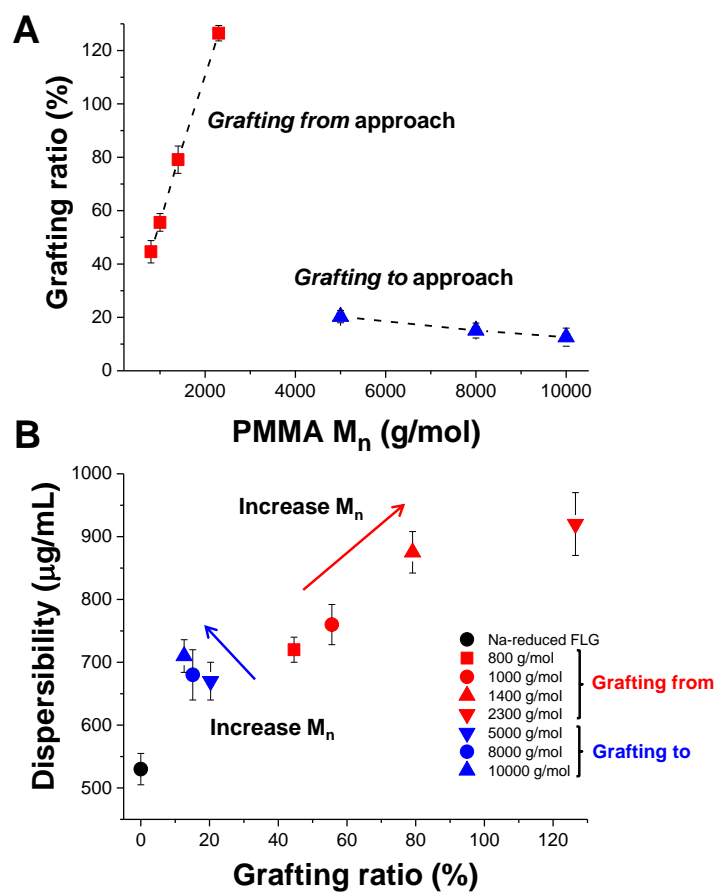 A
120
80
40
60
20
0
Grafting ratio (%)
Grafting from approach
Grafting to approach
2000
4000
6000
8000
10000
PMMA Mₙ (g/mol)
B
1000
900
800
700
600
500
Dispersibility (µg/mL)
Increase Mₙ
Increase Mₙ
Na-reduced FLG
800 g/mol
1000 g/mol
1400 g/mol
2300 g/mol
5000 g/mol
8000 g/mol
10000 g/mol
Grafting from
Grafting to
0
20
40
60
80
100
120
Grafting ratio (%)